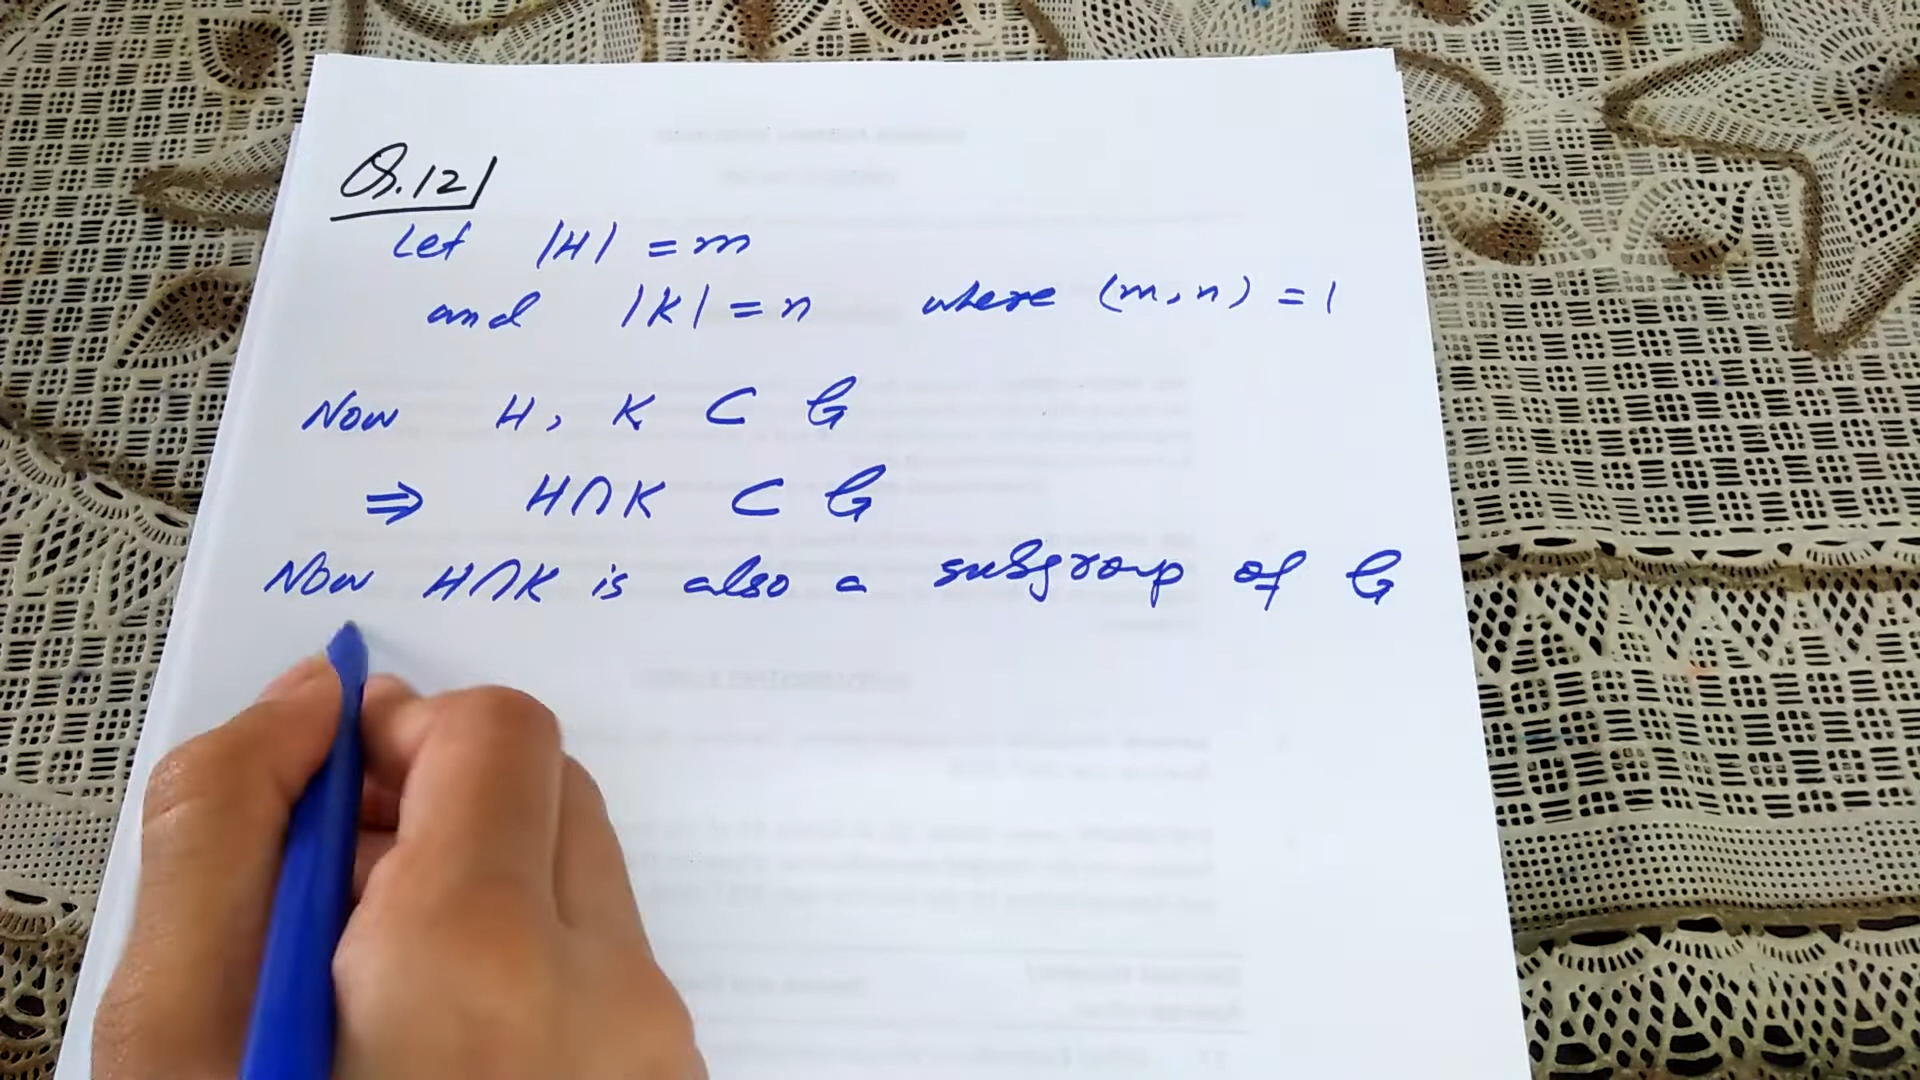 Q.12
Let |H| = m
and |K| = n where (m,n) = 1
Now H, K ⊂ G
⇒ H∩K ⊂ G
Now H∩K is also a subgroup of G